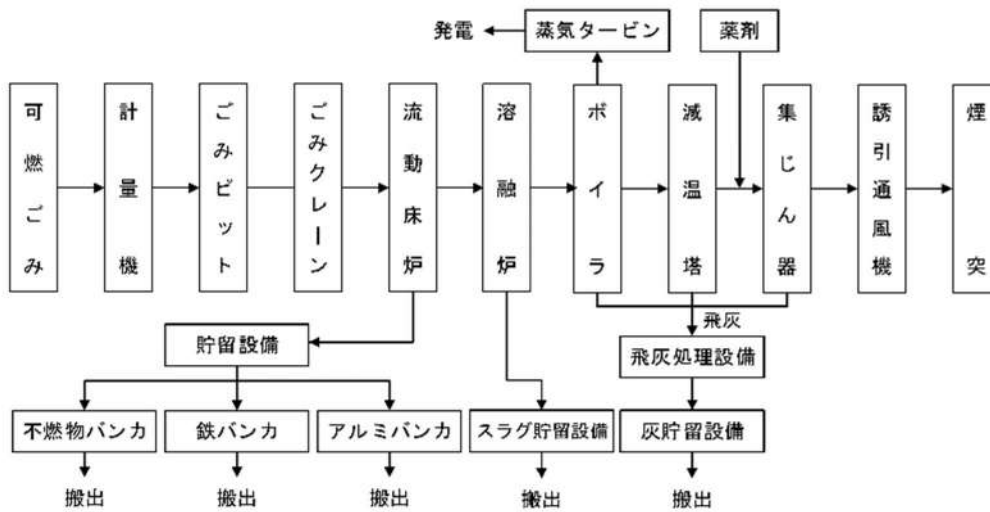 発電
蒸気タービン
薬剤
可燃ごみ
計量機
ごみピット
ごみクレーン
流動床炉
溶融炉
ボイラ
減温塔
集じん器
誘引通風機
煙突
飛灰
貯留設備
飛灰処理設備
不燃物バンカ
鉄バンカ
アルミバンカ
スラグ貯留設備
灰貯留設備
搬出
搬出
搬出
搬出
搬出